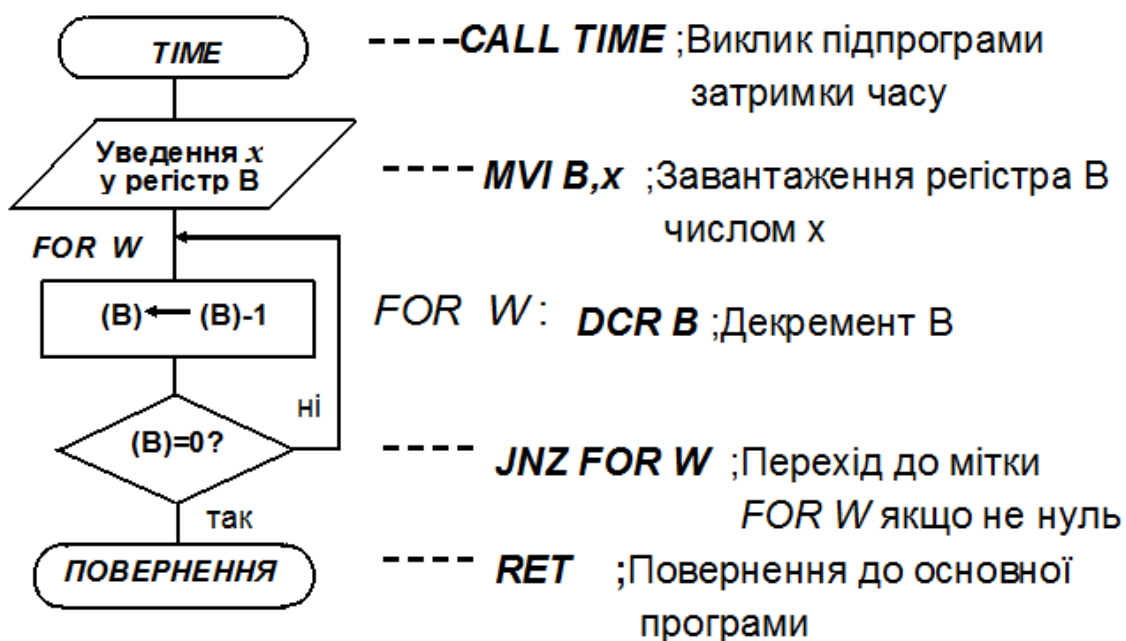 TIME
----CALL TIME ;Виклик підпрограми
затримки часу
Уведення x
у регістр В
---- MVI B,x ;Завантаження регістра В
числом х
FOR W
(В) (В)-1
FOR W: DCR B ;Декремент В
ні
(В)=0?
---- JNZ FOR W ;Перехід до мітки
FOR W якщо не нуль
так
ПОВЕРНЕННЯ
---- RET ;Повернення до основної
програми